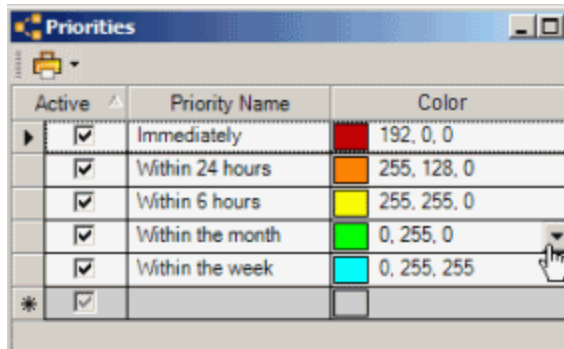 Priorities
Active Priority Name Color
Immediately 192, 0, 0
Within 24 hours 255, 128, 0
Within 6 hours 255, 255, 0
Within the month 0, 255, 0
Within the week 0, 255, 255